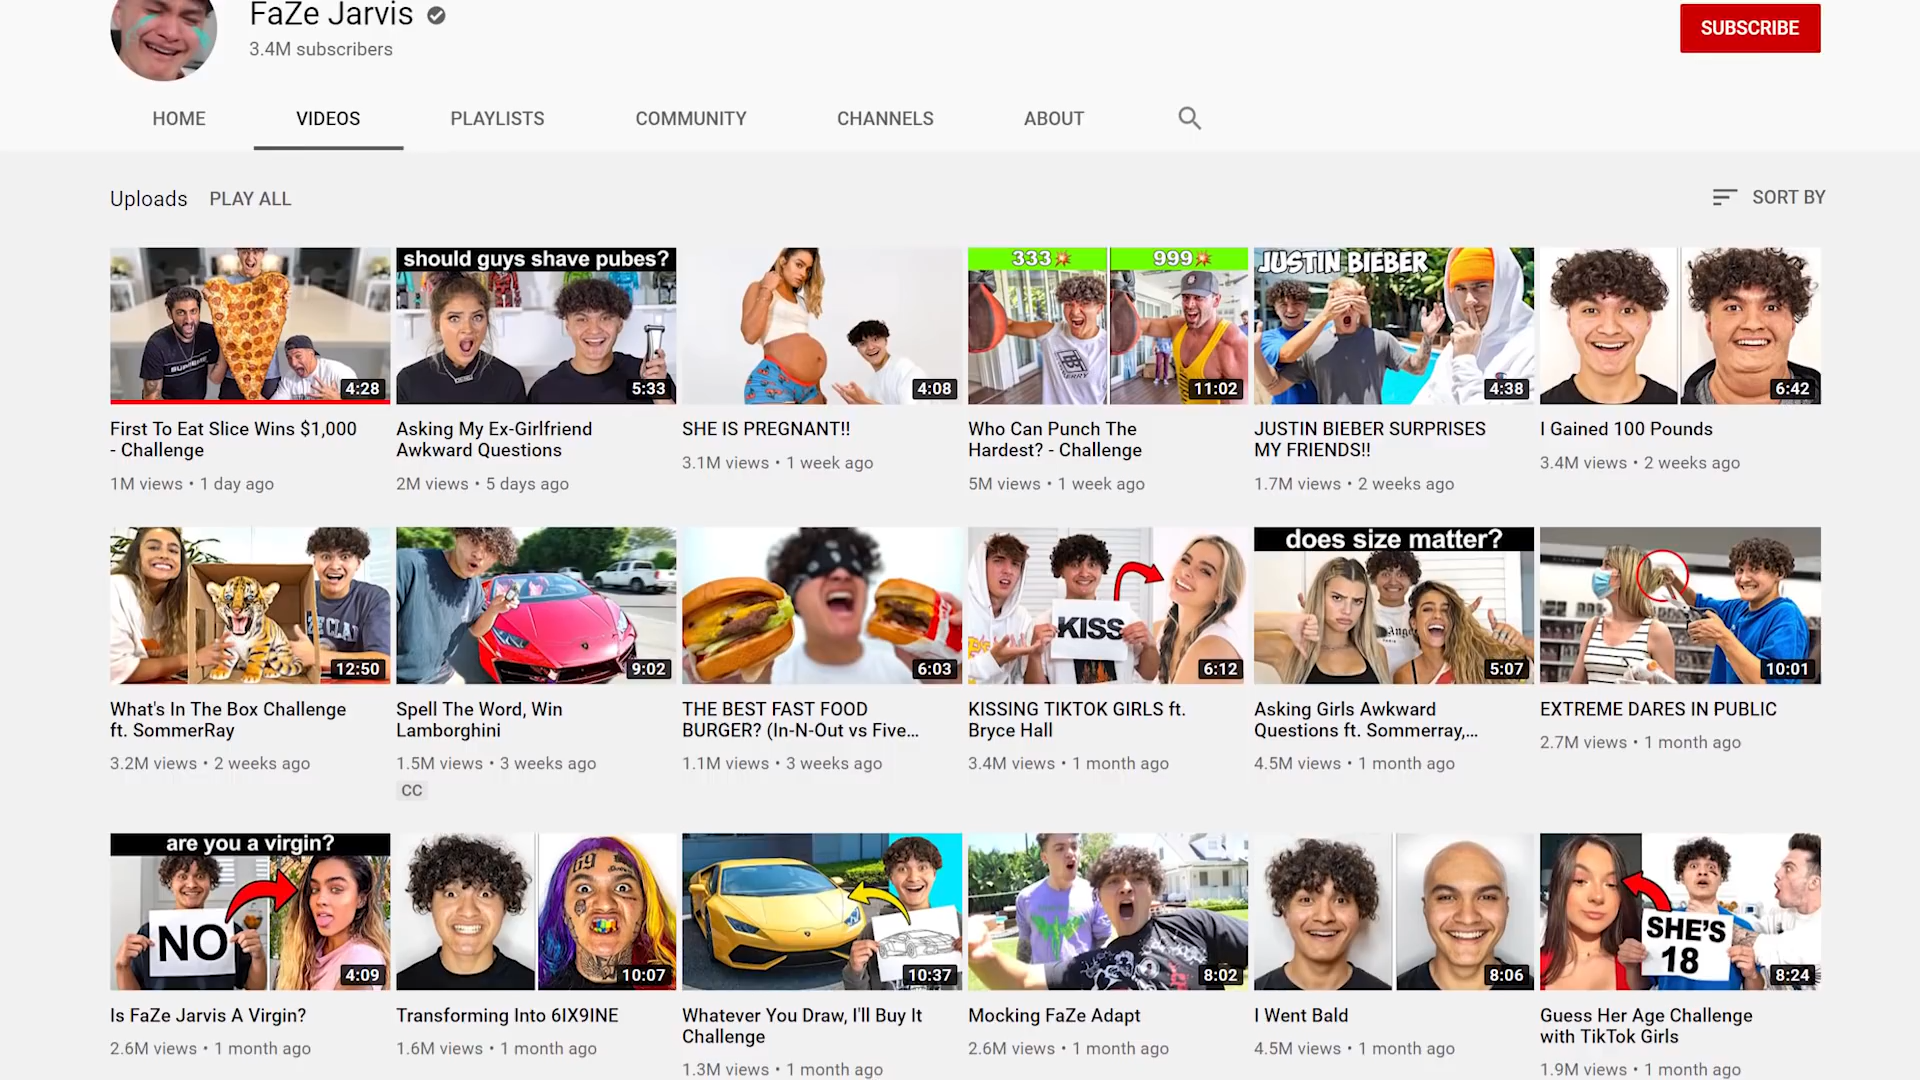 FaZe Jarvis
3.4M subscribers
SUBSCRIBE
HOME
VIDEOS
PLAYLISTS
COMMUNITY
CHANNELS
ABOUT
Uploads
PLAY ALL
SORT BY
SUPREME
4:28
should guys shave pubes?
5:33
4:08
333
999
11:02
JUSTIN BIEBER
4:38
6:42
First To Eat Slice Wins $1,000
- Challenge
1M views • 1 day ago
Asking My Ex-Girlfriend
Awkward Questions
2M views • 5 days ago
SHE IS PREGNANT!!
3.1M views • 1 week ago
Who Can Punch The
Hardest? - Challenge
5M views • 1 week ago
JUSTIN BIEBER SURPRISES
MY FRIENDS!!
1.7M views • 2 weeks ago
I Gained 100 Pounds
3.4M views • 2 weeks ago
12:50
9:02
6:03
KISS
6:12
does size matter?
5:07
10:01
What's In The Box Challenge
ft. SommerRay
3.2M views • 2 weeks ago
Spell The Word, Win
Lamborghini
1.5M views • 3 weeks ago
CC
THE BEST FAST FOOD
BURGER? (In-N-Out vs Five...
1.1M views • 3 weeks ago
KISSING TIKTOK GIRLS ft.
Bryce Hall
3.4M views • 1 month ago
Asking Girls Awkward
Questions ft. Sommerray,...
4.5M views • 1 month ago
EXTREME DARES IN PUBLIC
2.7M views • 1 month ago
are you a virgin?
NO
4:09
69
10:07
10:37
8:02
8:06
SHE'S
18
8:24
Is FaZe Jarvis A Virgin?
2.6M views • 1 month ago
Transforming Into 6IX9INE
1.6M views • 1 month ago
Whatever You Draw, I'll Buy It
Challenge
1.3M views • 1 month ago
Mocking FaZe Adapt
2.6M views • 1 month ago
I Went Bald
4.5M views • 1 month ago
Guess Her Age Challenge
with TikTok Girls
1.9M views • 1 month ago